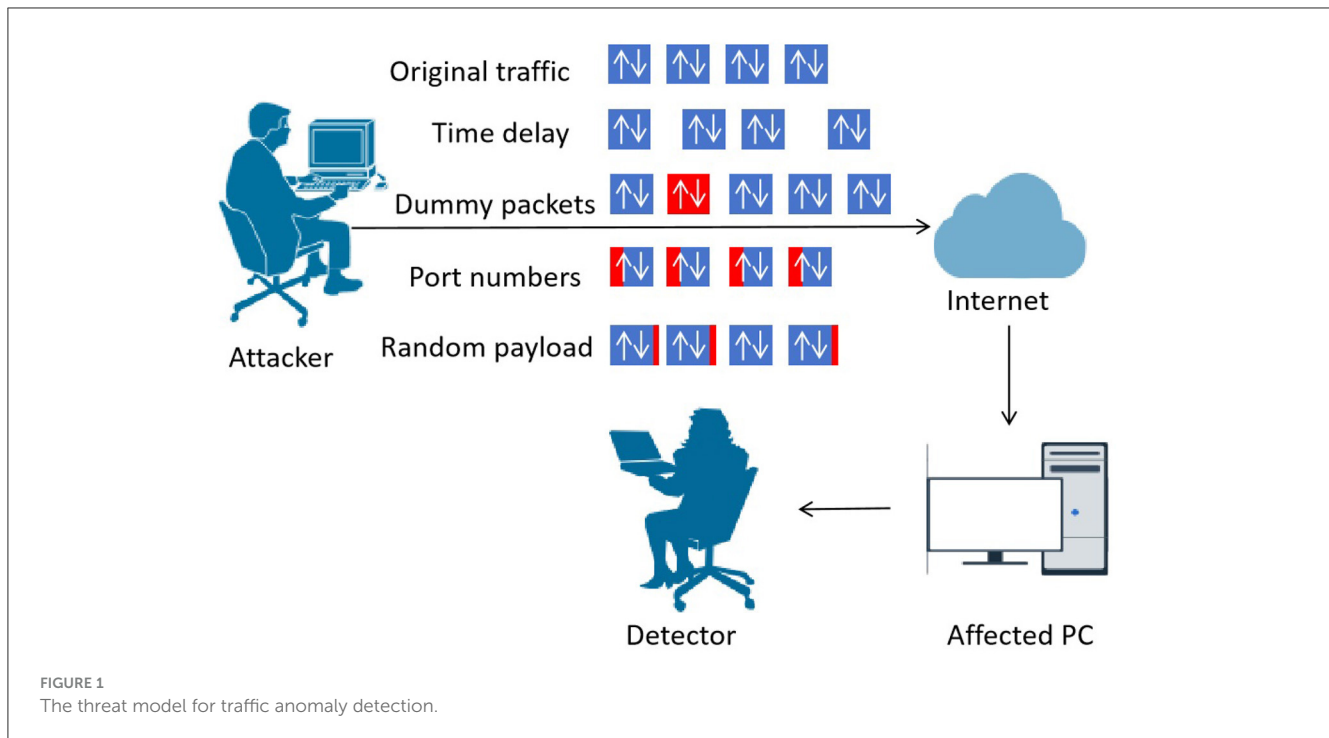 Original traffic
Time delay
Dummy packets
Port numbers
Random payload
Attacker
Internet
Detector
Affected PC
FIGURE 1
The threat model for traffic anomaly detection.